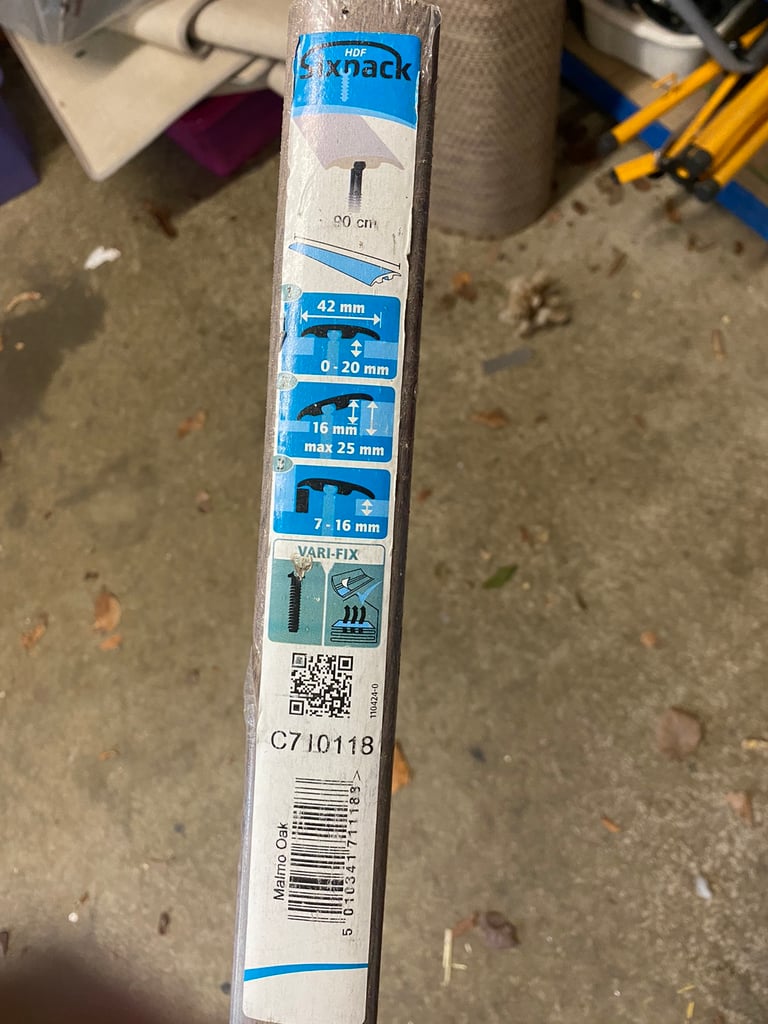 HDF
Sixpack
90 cm
42 mm
0 - 20 mm
16 mm
max 25 mm
7 - 16 mm
VARI-FIX
110424-0
C710118
Malmo Oak
5 010341 711188 >